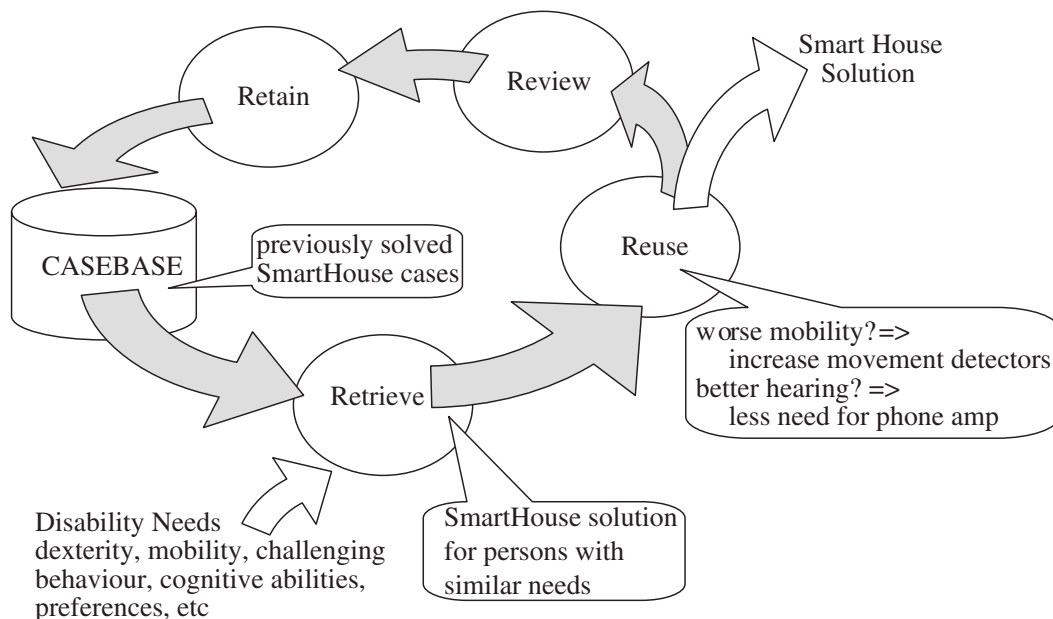 Smart House
Solution
Retain
Review
CASEBASE
previously solved
SmartHouse cases
Reuse
worse mobility?=>
increase movement detectors
better hearing? =>
less need for phone amp
Retrieve
Disability Needs
dexterity, mobility, challenging
behaviour, cognitive abilities,
preferences, etc
SmartHouse solution
for persons with
similar needs